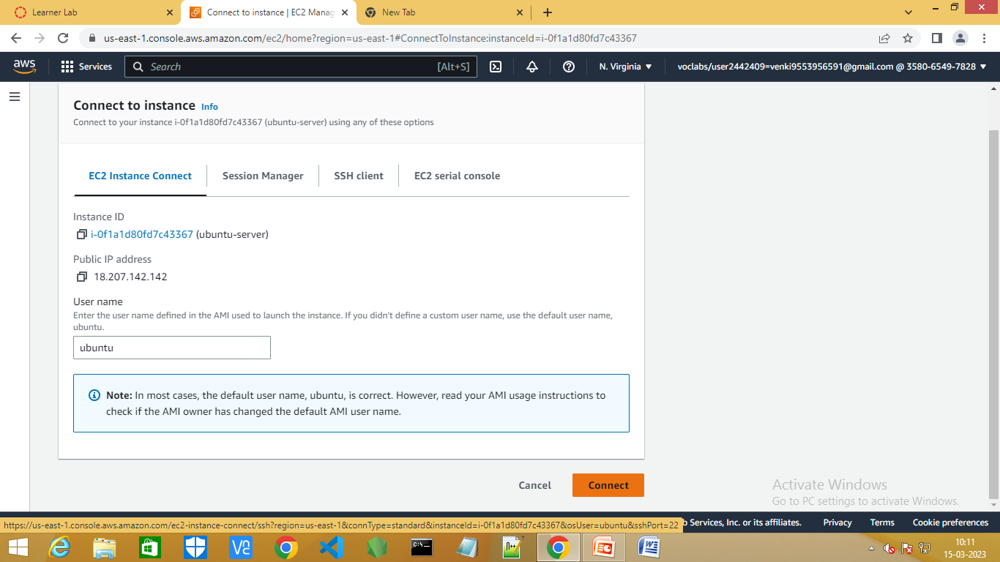 Learner Lab
Connect to instance | EC2 Manag
New Tab
us-east-1.console.aws.amazon.com/ec2/home?region=us-east-1#ConnectToInstance:instanceId=i-0f1a1d80fd7c43367
aws
Services
Search
[Alt+S]
N. Virginia
voclabs/user2442409=venki9553956591@gmail.com @ 3580-6549-7828
Connect to instance Info
Connect to your instance i-0f1a1d80fd7c43367 (ubuntu-server) using any of these options
EC2 Instance Connect
Session Manager
SSH client
EC2 serial console
Instance ID
i-0f1a1d80fd7c43367 (ubuntu-server)
Public IP address
18.207.142.142
User name
Enter the user name defined in the AMI used to launch the instance. If you didn't define a custom user name, use the default user name,
ubuntu.
ubuntu
Note: In most cases, the default user name, ubuntu, is correct. However, read your AMI usage instructions to
check if the AMI owner has changed the default AMI user name.
Cancel
Connect
Activate Windows
Go to PC settings to activate Windows.
https://us-east-1.console.aws.amazon.com/ec2-instance-connect/ssh?region=us-east-1&connType=standard&instanceId=i-0f1a1d80fd7c43367&osUser=ubuntu&sshPort=22
b Services, Inc. or its affiliates.
Privacy
Terms
Cookie preferences
10:11
15-03-2023